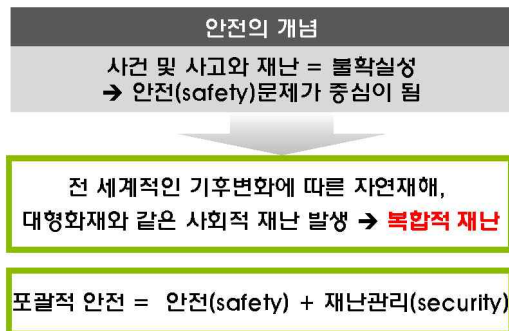 안전의 개념
사건 및 사고와 재난 = 불확실성
→ 안전(safety)문제가 중심이 됨
전 세계적인 기후변화에 따른 자연재해,
대형화재와 같은 사회적 재난 발생 → 복합적 재난
포괄적 안전 = 안전(safety) + 재난관리(security)